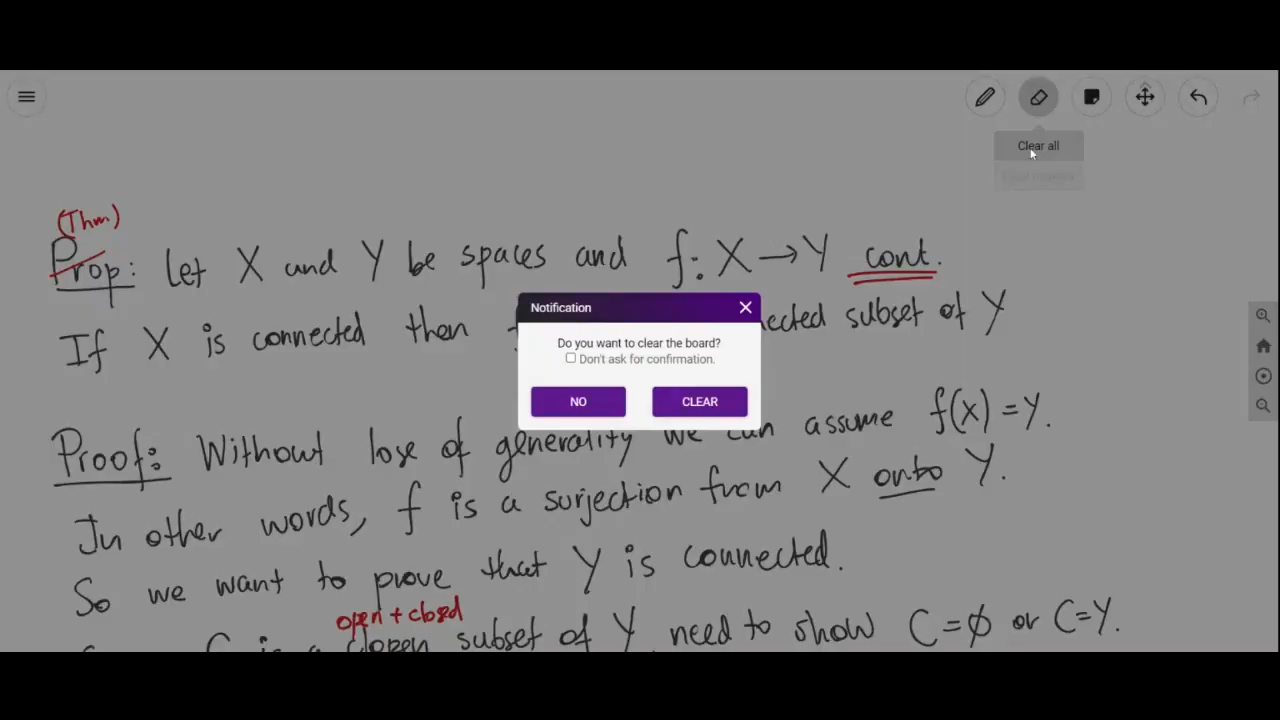 Clear all
(Thm)
Prop: Let X and Y be spaces and f: X → Y cont.
If X is connected then nected subset of Y
Notification
Do you want to clear the board?
Don't ask for confirmation.
NO CLEAR
Proof: Without lose of generality we can assume f(x) = Y.
In other words, f is a surjection from X onto Y.
So we want to prove that Y is connected.
open + closed
C is a clopen subset of Y, need to show C = ∅ or C = Y.